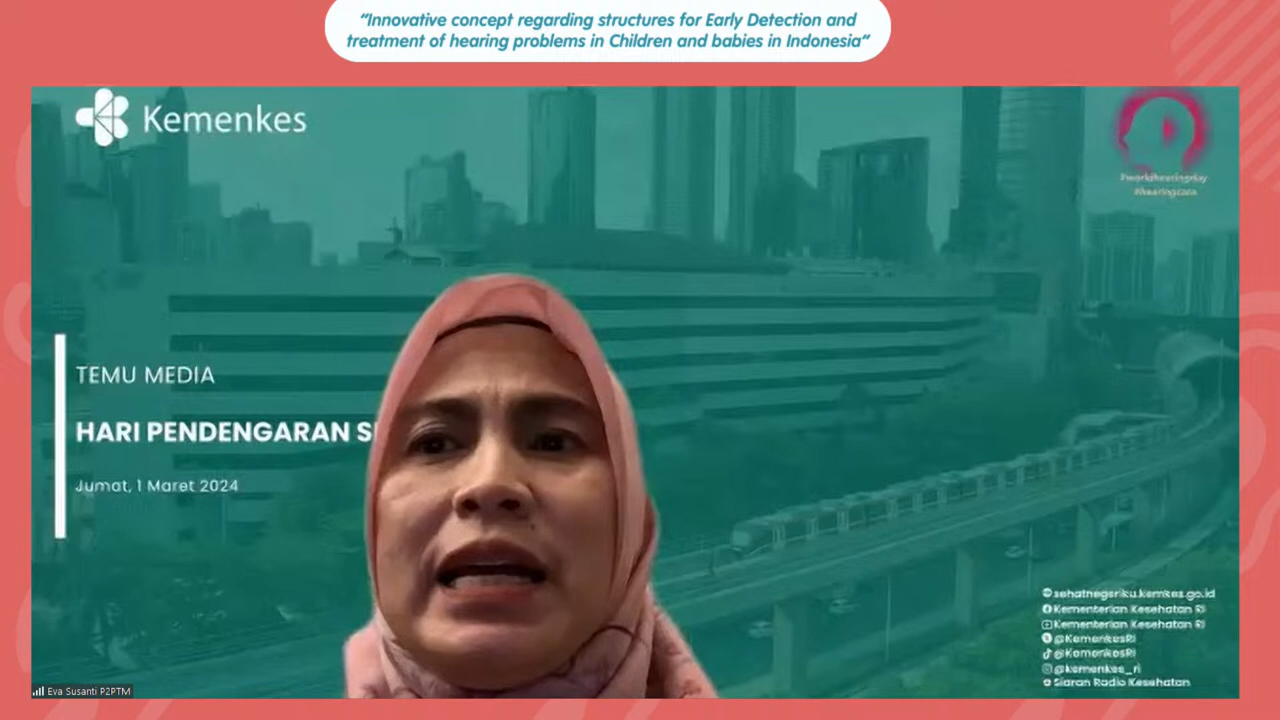 “Innovative concept regarding structures for Early Detection and
treatment of hearing problems in Children and babies in Indonesia”
Kemenkes
#worldhearingday
#hearingcare
TEMU MEDIA
HARI PENDENGARAN
Jumat, 1 Maret 2024
sehatnegeriku.kemkes.go.id
Kementerian Kesehatan RI
Kementerian Kesehatan RI
@KemenkesRI
@KemenkesRI
@kemenkes_ri
Siaran Radio Kesehatan
Eva Susanti P2PTM